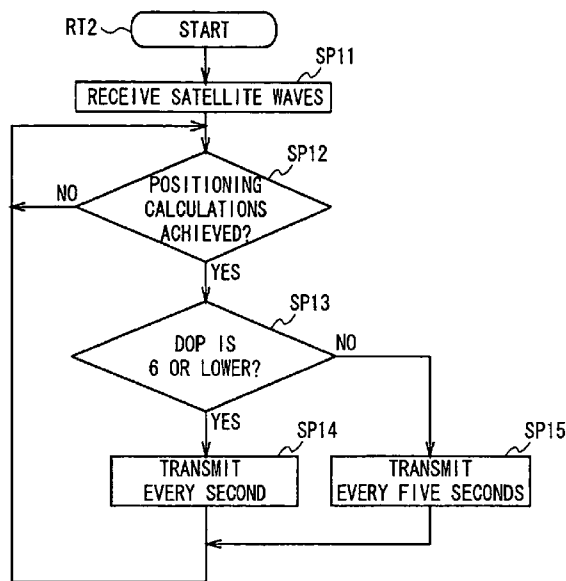 RT2
START
SP11
RECEIVE SATELLITE WAVES
SP12
POSITIONING
CALCULATIONS
ACHIEVED?
NO
YES
SP13
DOP IS
6 OR LOWER?
NO
YES
SP14
TRANSMIT
EVERY SECOND
SP15
TRANSMIT
EVERY FIVE SECONDS